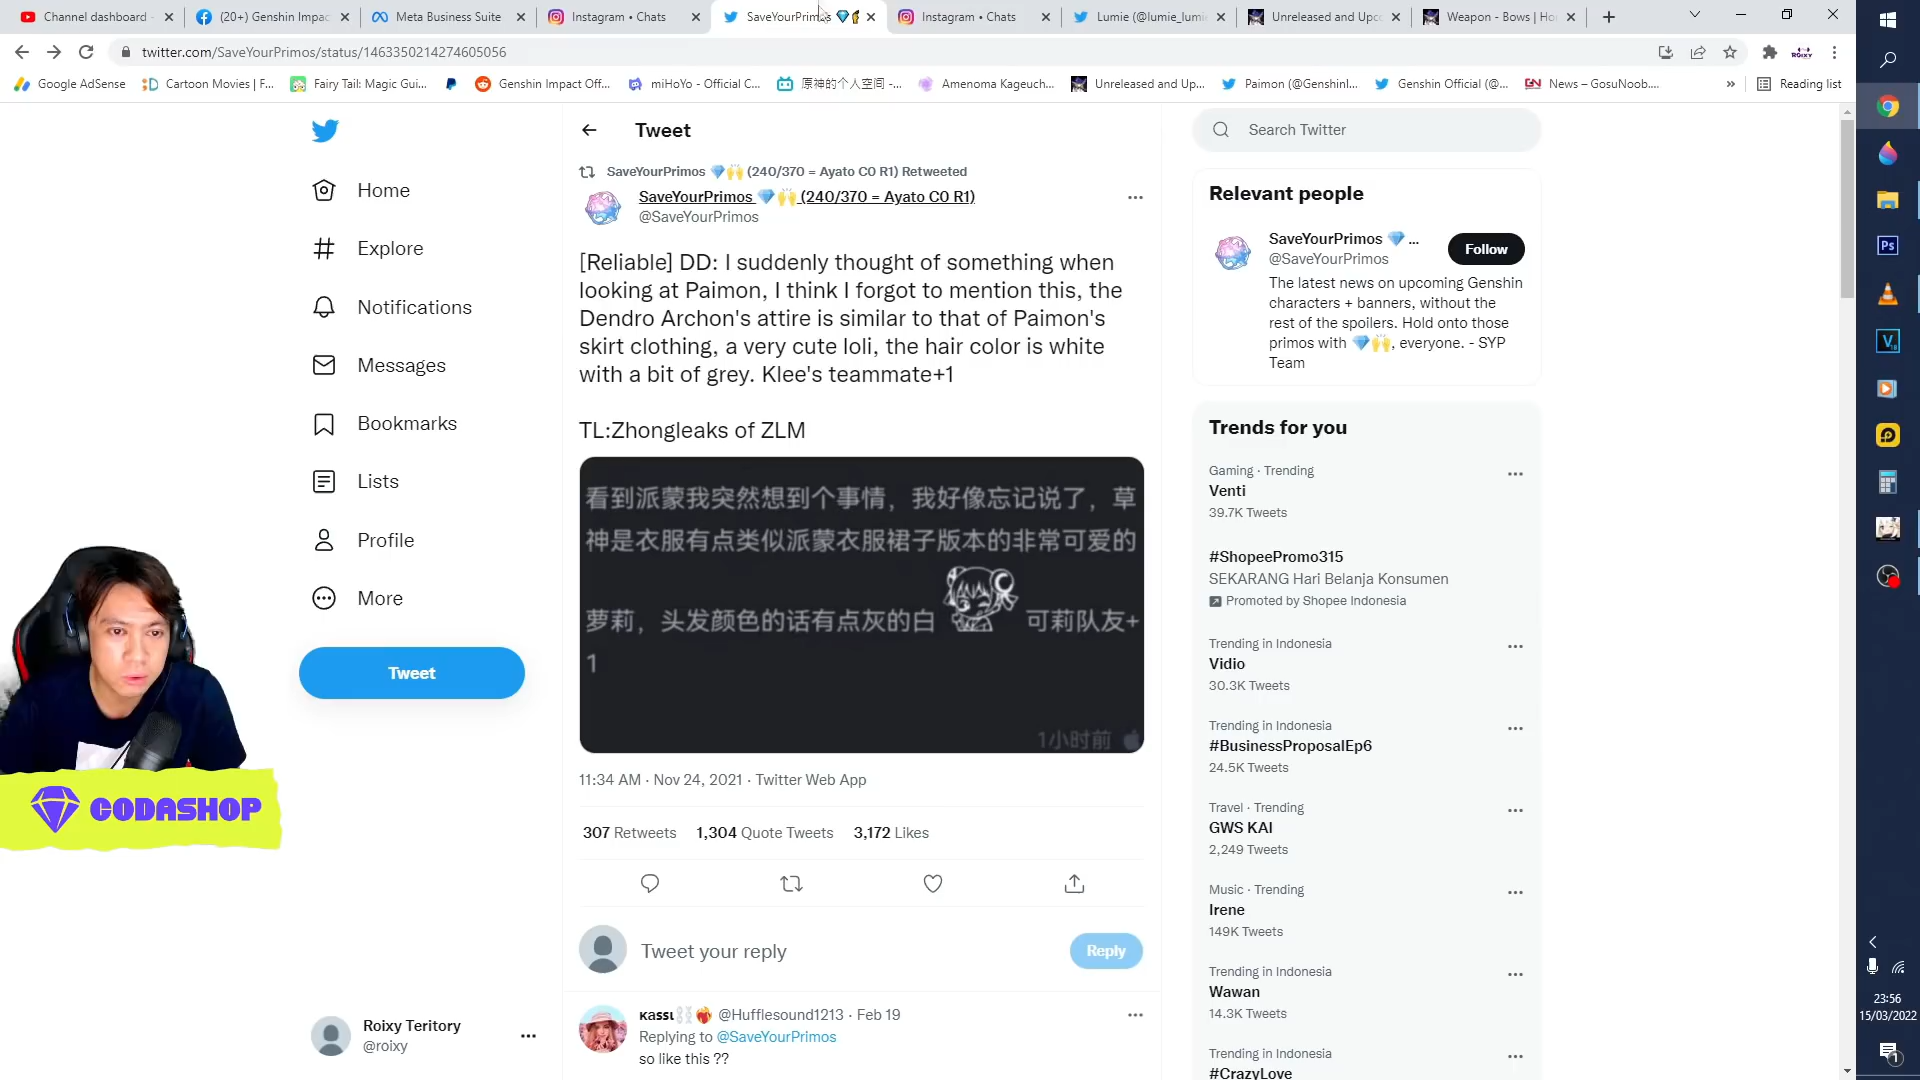 Channel dashboard
(20+) Genshin Impac
Meta Business Suite
Instagram • Chats
SaveYourPrimos 💎
Instagram • Chats
Lumie (@lumie_lumie
Unreleased and Upc
Weapon - Bows | Ho
twitter.com/SaveYourPrimos/status/1463350214274605056
Google AdSense
Cartoon Movies | F...
Fairy Tail: Magic Gui...
Genshin Impact Off...
miHoYo - Official C...
原神的个人空间 -...
Amenoma Kageuch...
Unreleased and Up...
Paimon (@Genshinl...
Genshin Official (@...
News – GosuNoob....
»
Reading list
Home
Explore
Notifications
Messages
Bookmarks
Lists
Profile
More
Tweet
CODASHOP
Roixy Teritory
@roixy
Tweet
SaveYourPrimos 💎🙌 (240/370 = Ayato C0 R1) Retweeted
SaveYourPrimos 💎🙌 (240/370 = Ayato C0 R1)
@SaveYourPrimos
[Reliable] DD: I suddenly thought of something when
looking at Paimon, I think I forgot to mention this, the
Dendro Archon's attire is similar to that of Paimon's
skirt clothing, a very cute loli, the hair color is white
with a bit of grey. Klee's teammate+1
TL:Zhongleaks of ZLM
看到派蒙我突然想到个事情，我好像忘记说了，草
神是衣服有点类似派蒙衣服裙子版本的非常可爱的
萝莉，头发颜色的话有点灰的白 可莉队友+
1
1小时前
11:34 AM · Nov 24, 2021 · Twitter Web App
307 Retweets 1,304 Quote Tweets 3,172 Likes
Tweet your reply
Reply
@Hufflesound1213 · Feb 19
Replying to @SaveYourPrimos
so like this ??
Search Twitter
Relevant people
SaveYourPrimos 💎 ...
@SaveYourPrimos
Follow
The latest news on upcoming Genshin
characters + banners, without the
rest of the spoilers. Hold onto those
primos with 💎🙌, everyone. - SYP
Team
Trends for you
Gaming · Trending
Venti
39.7K Tweets
#ShopeePromo315
SEKARANG Hari Belanja Konsumen
Promoted by Shopee Indonesia
Trending in Indonesia
Vidio
30.3K Tweets
Trending in Indonesia
#BusinessProposalEp6
24.5K Tweets
Travel · Trending
GWS KAI
2,249 Tweets
Music · Trending
Irene
149K Tweets
Trending in Indonesia
Wawan
14.3K Tweets
Trending in Indonesia
#CrazyLove
Ps
23:56
15/03/2022
1